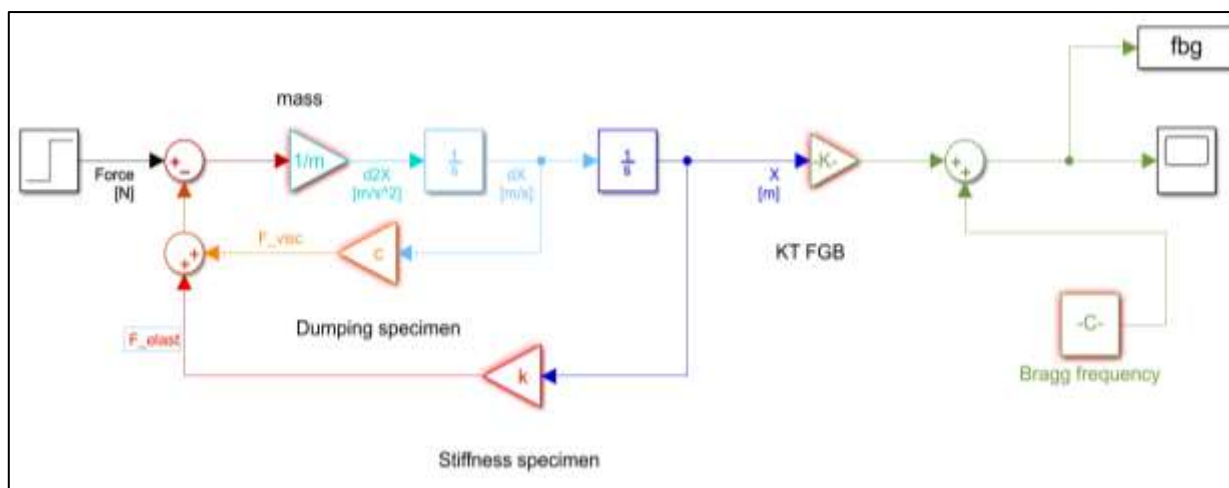 fbg
mass
1/m
1
s
1
s
-K-
Force
[N]
d2X
[m/s^2]
dX
[m/s]
X
[m]
F_visc
c
KT FGB
-C-
F_elast
Dumping specimen
k
Bragg frequency
Stiffness specimen